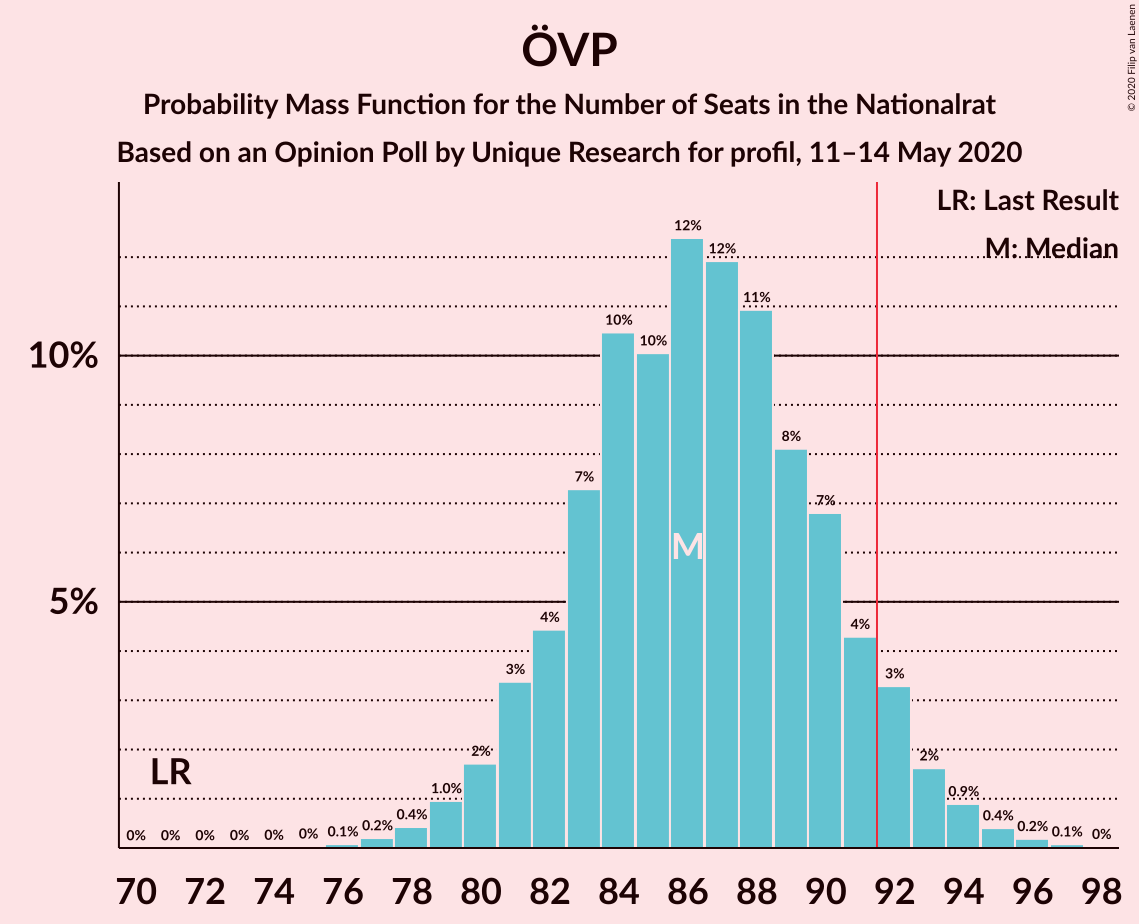 ÖVP
Probability Mass Function for the Number of Seats in the Nationalrat
Based on an Opinion Poll by Unique Research for profil, 11–14 May 2020
© 2020 Filip van Laenen
LR: Last Result
M: Median
10%
5%
0% 0% 0% 0% 0% 0% 0.1% 0.2% 0.4% 1.0% 2% 3% 4% 7% 10% 10% 12% 12% 11% 8% 7% 4% 3% 2% 0.9% 0.4% 0.2% 0.1% 0%
M
LR
70 72 74 76 78 80 82 84 86 88 90 92 94 96 98